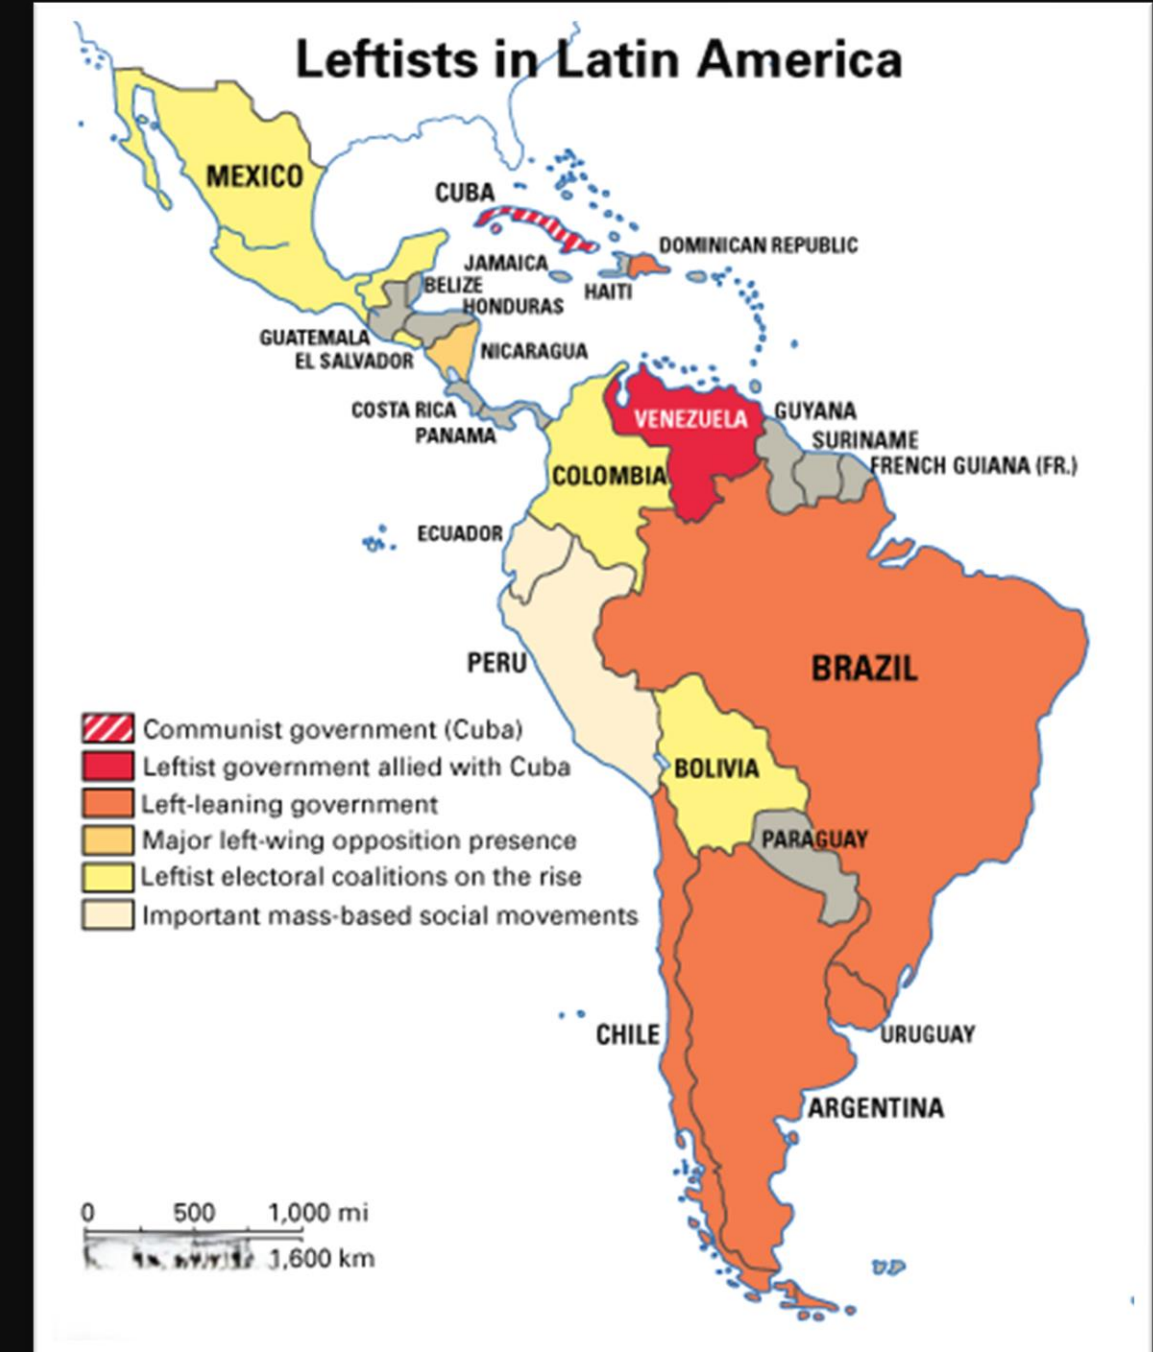 Leftists in Latin America
MEXICO
CUBA
DOMINICAN REPUBLIC
JAMAICA
HAITI
BELIZE
HONDURAS
GUATEMALA
EL SALVADOR
NICARAGUA
COSTA RICA
PANAMA
VENEZUELA
GUYANA
SURINAME
FRENCH GUIANA (FR.)
COLOMBIA
ECUADOR
PERU
BRAZIL
BOLIVIA
PARAGUAY
Communist government (Cuba)
Leftist government allied with Cuba
Left-leaning government
Major left-wing opposition presence
Leftist electoral coalitions on the rise
Important mass-based social movements
CHILE
URUGUAY
ARGENTINA
0 500 1,000 mi
1,600 km